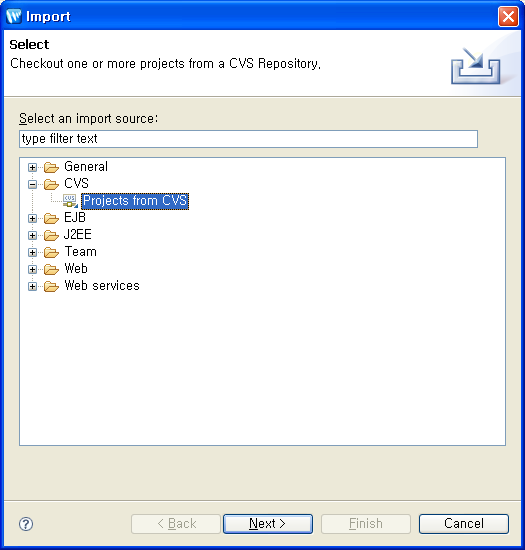 Import
Select
Checkout one or more projects from a CVS Repository.
Select an import source:
type filter text
General
CVS
Projects from CVS
EJB
J2EE
Team
Web
Web services
< Back
Next >
Finish
Cancel